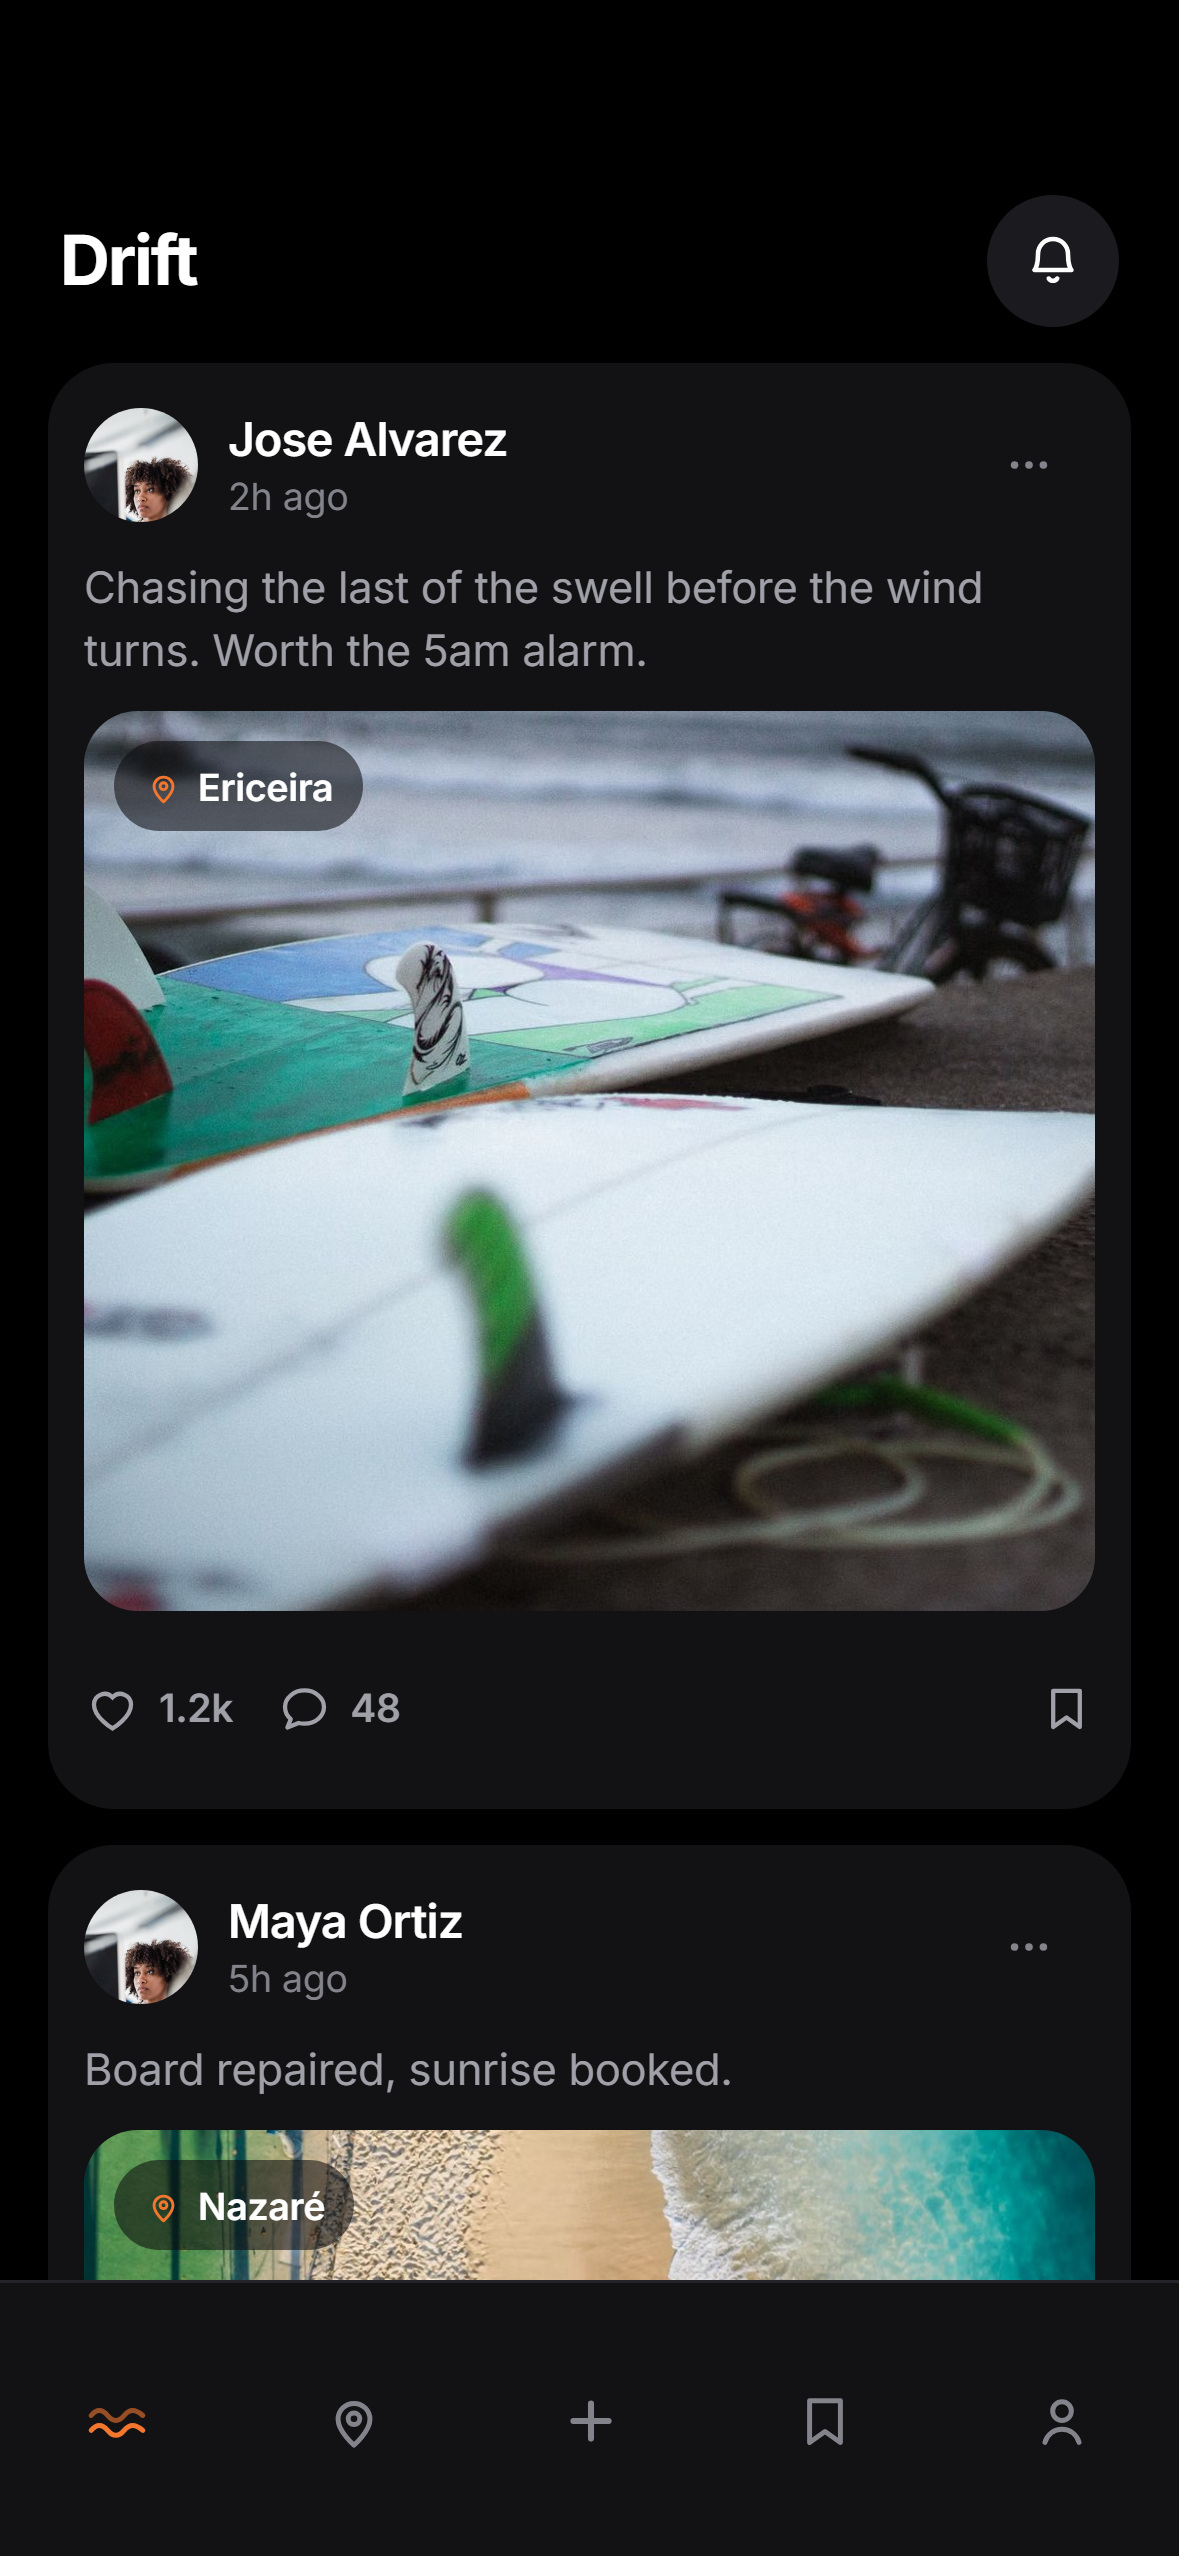 Drift
Jose Alvarez
2h ago
Chasing the last of the swell before the wind
turns. Worth the 5am alarm.
Ericeira
1.2k
48
Maya Ortiz
5h ago
Board repaired, sunrise booked.
Nazaré